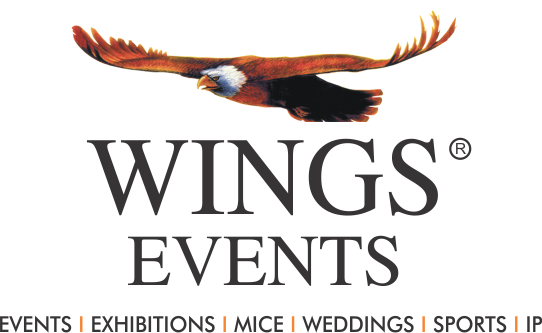 WINGS®
EVENTS
EVENTS | EXHIBITIONS | MICE | WEDDINGS | SPORTS | IP